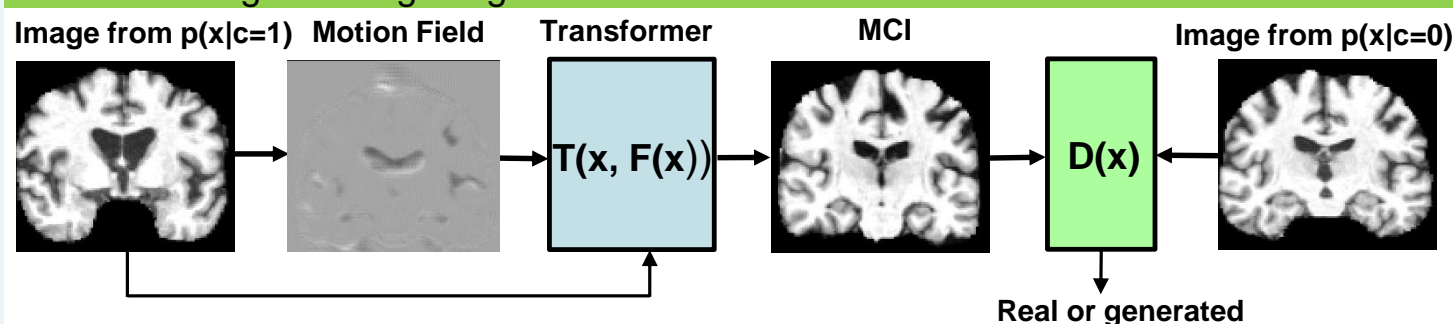 Image from p(x|c=1) Motion Field Transformer MCI Image from p(x|c=0)
T(x, F(x))
D(x)
Real or generated